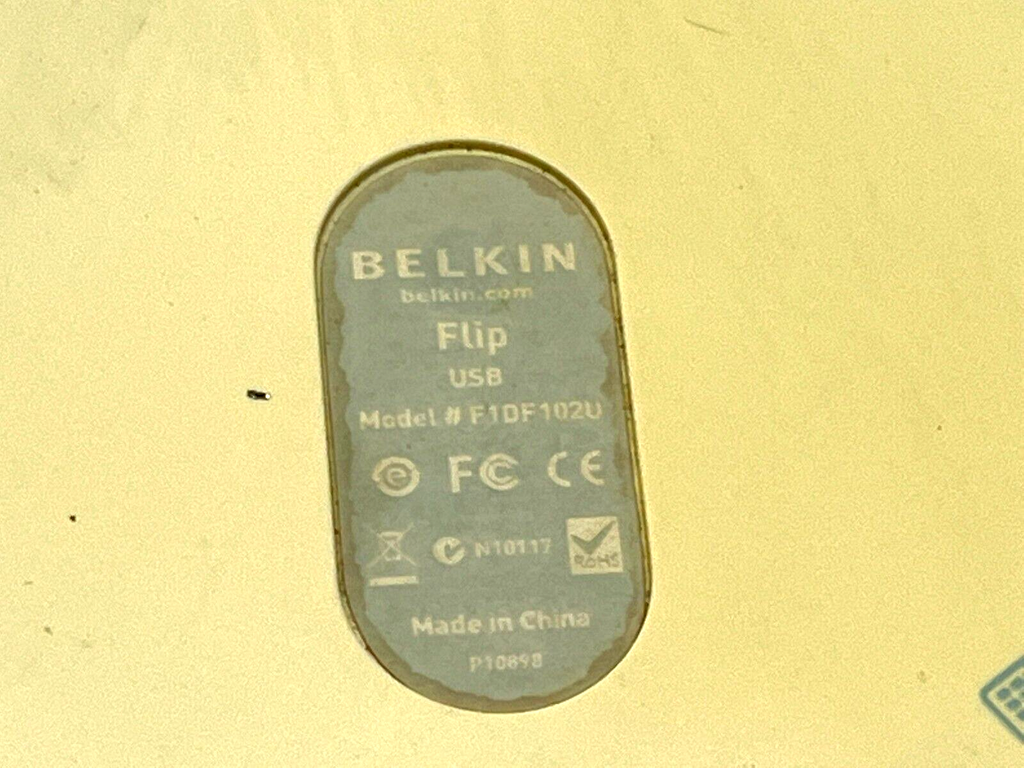 BELKIN
belkin.com
Flip
USB
Model # F1DF102U
FC CE
N10117
RoHS
Made in China
P10898